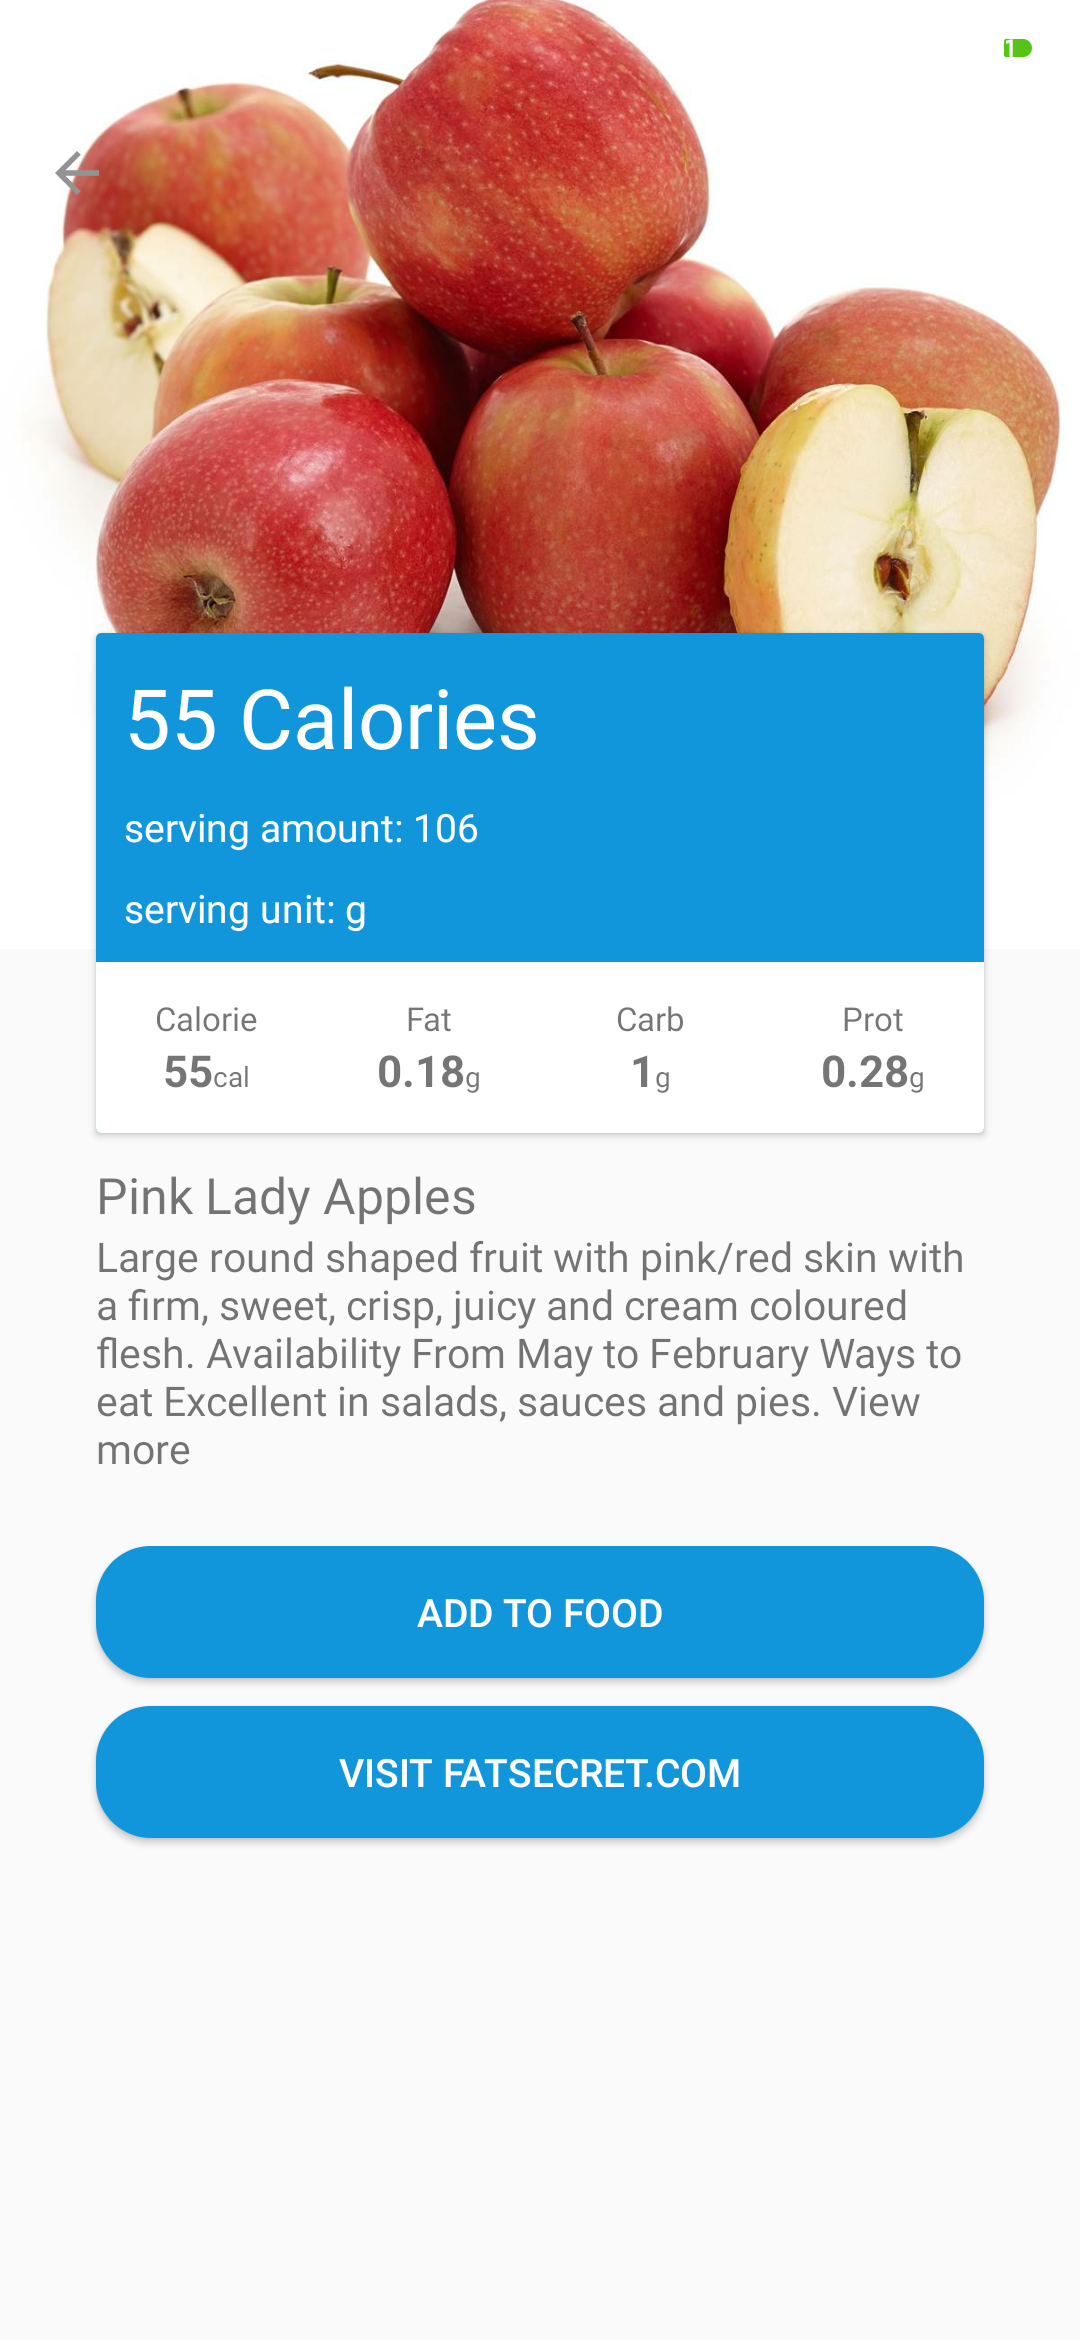 55 Calories
serving amount: 106
serving unit: g
Calorie Fat Carb Prot
55cal 0.18g 1g 0.28g
Pink Lady Apples
Large round shaped fruit with pink/red skin with
a firm, sweet, crisp, juicy and cream coloured
flesh. Availability From May to February Ways to
eat Excellent in salads, sauces and pies. View
more
ADD TO FOOD
VISIT FATSECRET.COM